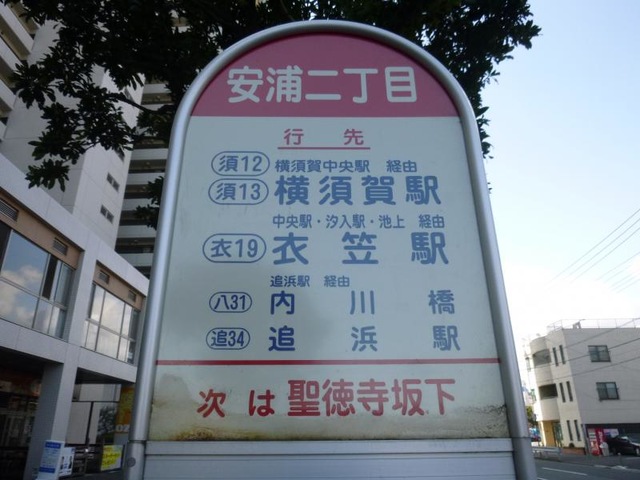 安浦二丁目
行先
須12 横須賀中央駅 経由
須13 横須賀駅
中央駅・汐入駅・池上 経由
衣19 衣笠駅
追浜駅 経由
八31 内川橋
追34 追浜駅
次は 聖徳寺坂下